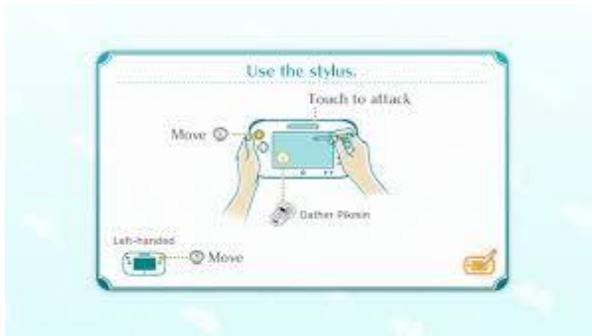 Use the stylus.
Touch to attack
Move
Gather Pikmin
Left-handed
Move